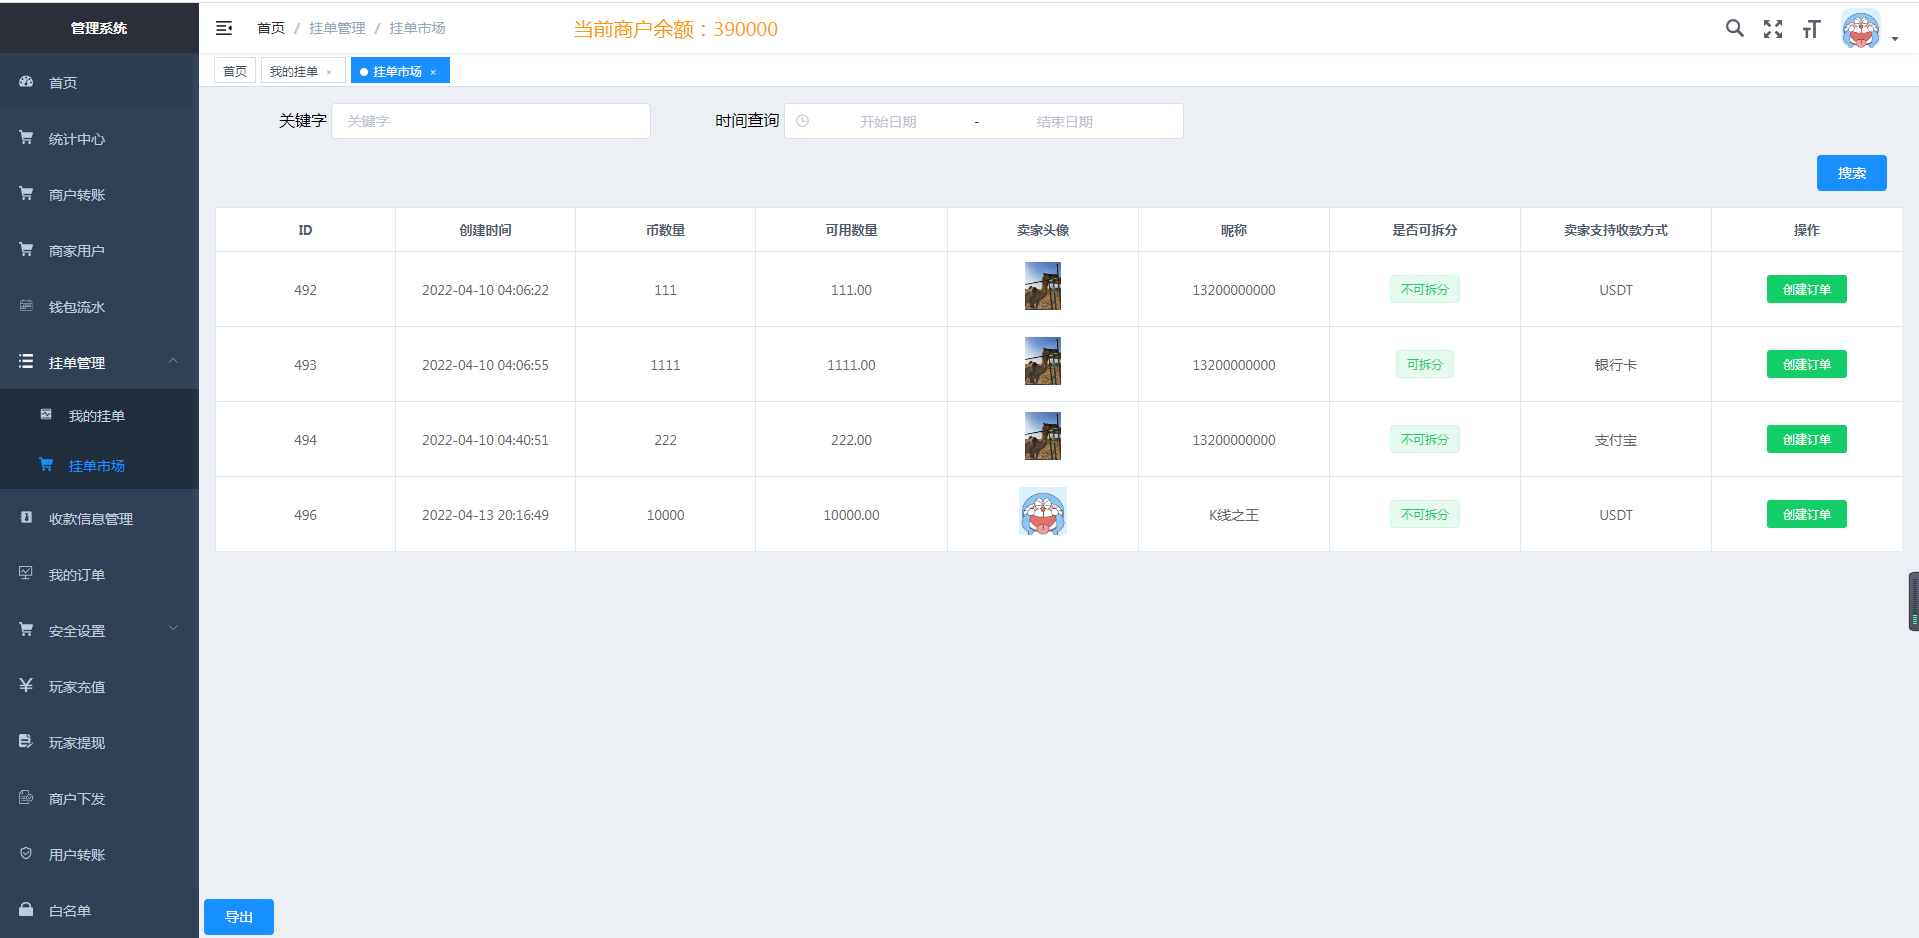 管理系统
首页 / 挂单管理 / 挂单市场
当前商户余额：390000
首页
我的挂单 ×
挂单市场 ×
首页
统计中心
商户转账
商家用户
钱包流水
挂单管理
我的挂单
挂单市场
收款信息管理
我的订单
安全设置
玩家充值
玩家提现
商户下发
用户转账
白名单
关键字 关键字
时间查询 开始日期 - 结束日期
搜索
ID 创建时间 币数量 可用数量 卖家头像 昵称 是否可拆分 卖家支持收款方式 操作
492 2022-04-10 04:06:22 111 111.00 13200000000 不可拆分 USDT 创建订单
493 2022-04-10 04:06:55 1111 1111.00 13200000000 可拆分 银行卡 创建订单
494 2022-04-10 04:40:51 222 222.00 13200000000 不可拆分 支付宝 创建订单
496 2022-04-13 20:16:49 10000 10000.00 K线之王 不可拆分 USDT 创建订单
导出